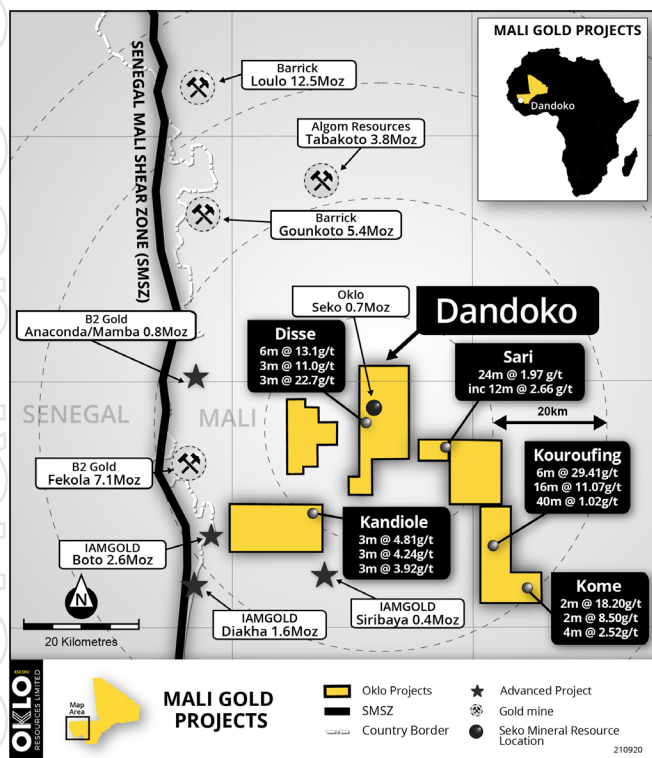 MALI GOLD PROJECTS
Dandoko
SENEGAL MALI SHEAR ZONE (SMSZ)
Barrick
Loulo 12.5Moz
Algom Resources
Tabakoto 3.8Moz
Barrick
Gounkoto 5.4Moz
Oklo
Seko 0.7Moz
Dandoko
B2 Gold
Anaconda/Mamba 0.8Moz
Disse
6m @ 13.1g/t
3m @ 11.0g/t
3m @ 22.7g/t
Sari
24m @ 1.97 g/t
inc 12m @ 2.66 g/t
SENEGAL
MALI
20km
B2 Gold
Fekola 7.1Moz
Kouroufing
6m @ 29.41g/t
16m @ 11.07g/t
40m @ 1.02g/t
Kandiole
3m @ 4.81g/t
3m @ 4.24g/t
3m @ 3.92g/t
IAMGOLD
Boto 2.6Moz
IAMGOLD
Diakha 1.6Moz
IAMGOLD
Siribaya 0.4Moz
Kome
2m @ 18.20g/t
2m @ 8.50g/t
4m @ 2.52g/t
N
20 Kilometres
ASX:OKU
OKLO
RESOURCES LIMITED
Map
Area
MALI GOLD
PROJECTS
Oklo Projects
SMSZ
Country Border
Advanced Project
Gold mine
Seko Mineral Resource
Location
210920